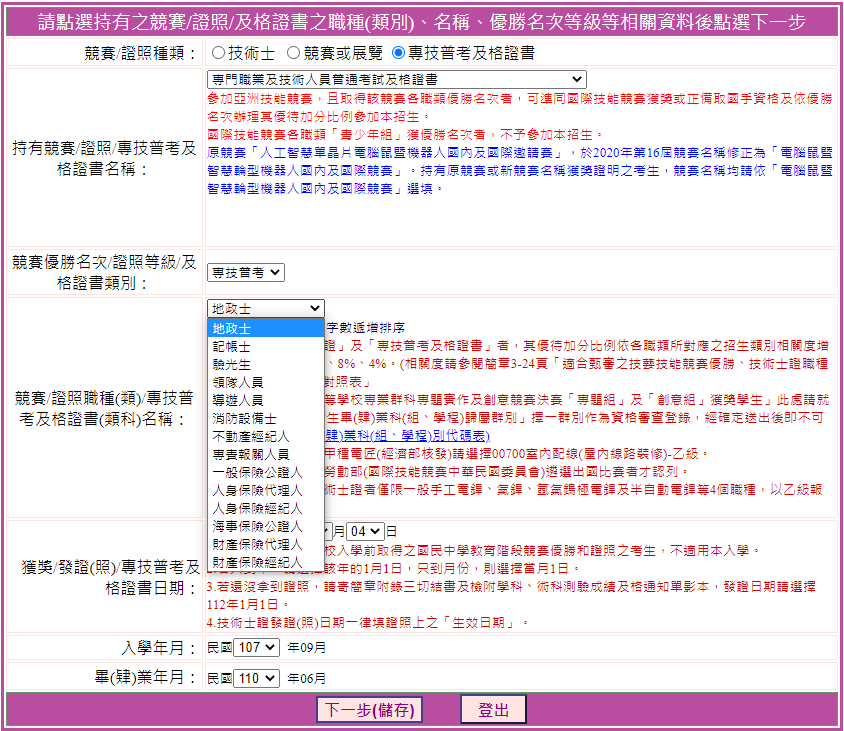 請點選持有之競賽/證照/及格證書之職種(類別)、名稱、優勝名次等級等相關資料後點選下一步
競賽/證照種類： 技術士 競賽或展覽 專技普考及格證書
持有競賽/證照/專技普考及
格證書名稱：
專門職業及技術人員普通考試及格證書
參加亞洲技能競賽，且取得該競賽各職類優勝名次者，可準同國際技能競賽獲獎或正備取國手資格及依優勝
名次辦理其優待加分比例參加本招生。
國際技能競賽各職類「青少年組」獲優勝名次者，不予參加本招生。
原競賽「人工智慧單晶片電腦鼠暨機器人國內及國際邀請賽」，於2020年第16屆競賽名稱修正為「電腦鼠暨
智慧輪型機器人國內及國際競賽」。持有原競賽或新競賽名稱獲獎證明之考生，競賽名稱均請依「電腦鼠暨
智慧輪型機器人國內及國際競賽」選填。
競賽優勝名次/證照等級/及
格證書類別：
專技普考
競賽/證照職種(類)/專技普
考及格證書(類科)名稱：
地政士
地政士
記帳士
驗光生
領隊人員
導遊人員
消防設備士
不動產經紀人
專責報關人員
一般保險公證人
人身保險代理人
人身保險經紀人
海事保險公證人
財產保險代理人
財產保險經紀人
字數遞增排序
證」及「專技普考及格證書」者，其優待加分比例依各職類所對應之招生類別相關度增
、8%、4%。(相關度請參閱簡章3-24頁「適合甄審之技藝技能競賽優勝、技術士證職種
對照表」
等學校專業群科專題實作及創意競賽決賽「專題組」及「創意組」獲獎學生」此處請就
生畢(肄)業科(組、學程)歸屬群別」擇一群別作為資格審查登錄，經確定送出後即不可
肄)業科(組、學程)別代碼表)
甲種電匠(經濟部核發)請選擇00700室內配線(屋內線路裝修)-乙級。
勞動部(國際技能競賽中華民國委員會)遴選出國比賽者才認列。
術士證者僅限一般手工電銲、氣銲、氬氣鎢極電銲及半自動電銲等4個職種，以乙級報
獲獎/發證(照)/專技普考及
格證書日期：
月 04 日
校入學前取得之國民中學教育階段競賽優勝和證照之考生，不適用本入學。
該年的1月1日，只到月份，則選擇當月1日。
3.若還沒拿到證照，請寄簡章附錄三切結書及檢附學科、術科測驗成績及格通知單影本，發證日期請選擇
112年1月1日。
4.技術士證發證(照)日期一律填證照上之「生效日期」。
入學年月： 民國 107 年09月
畢(肄)業年月： 民國 110 年06月
下一步(儲存) 登出